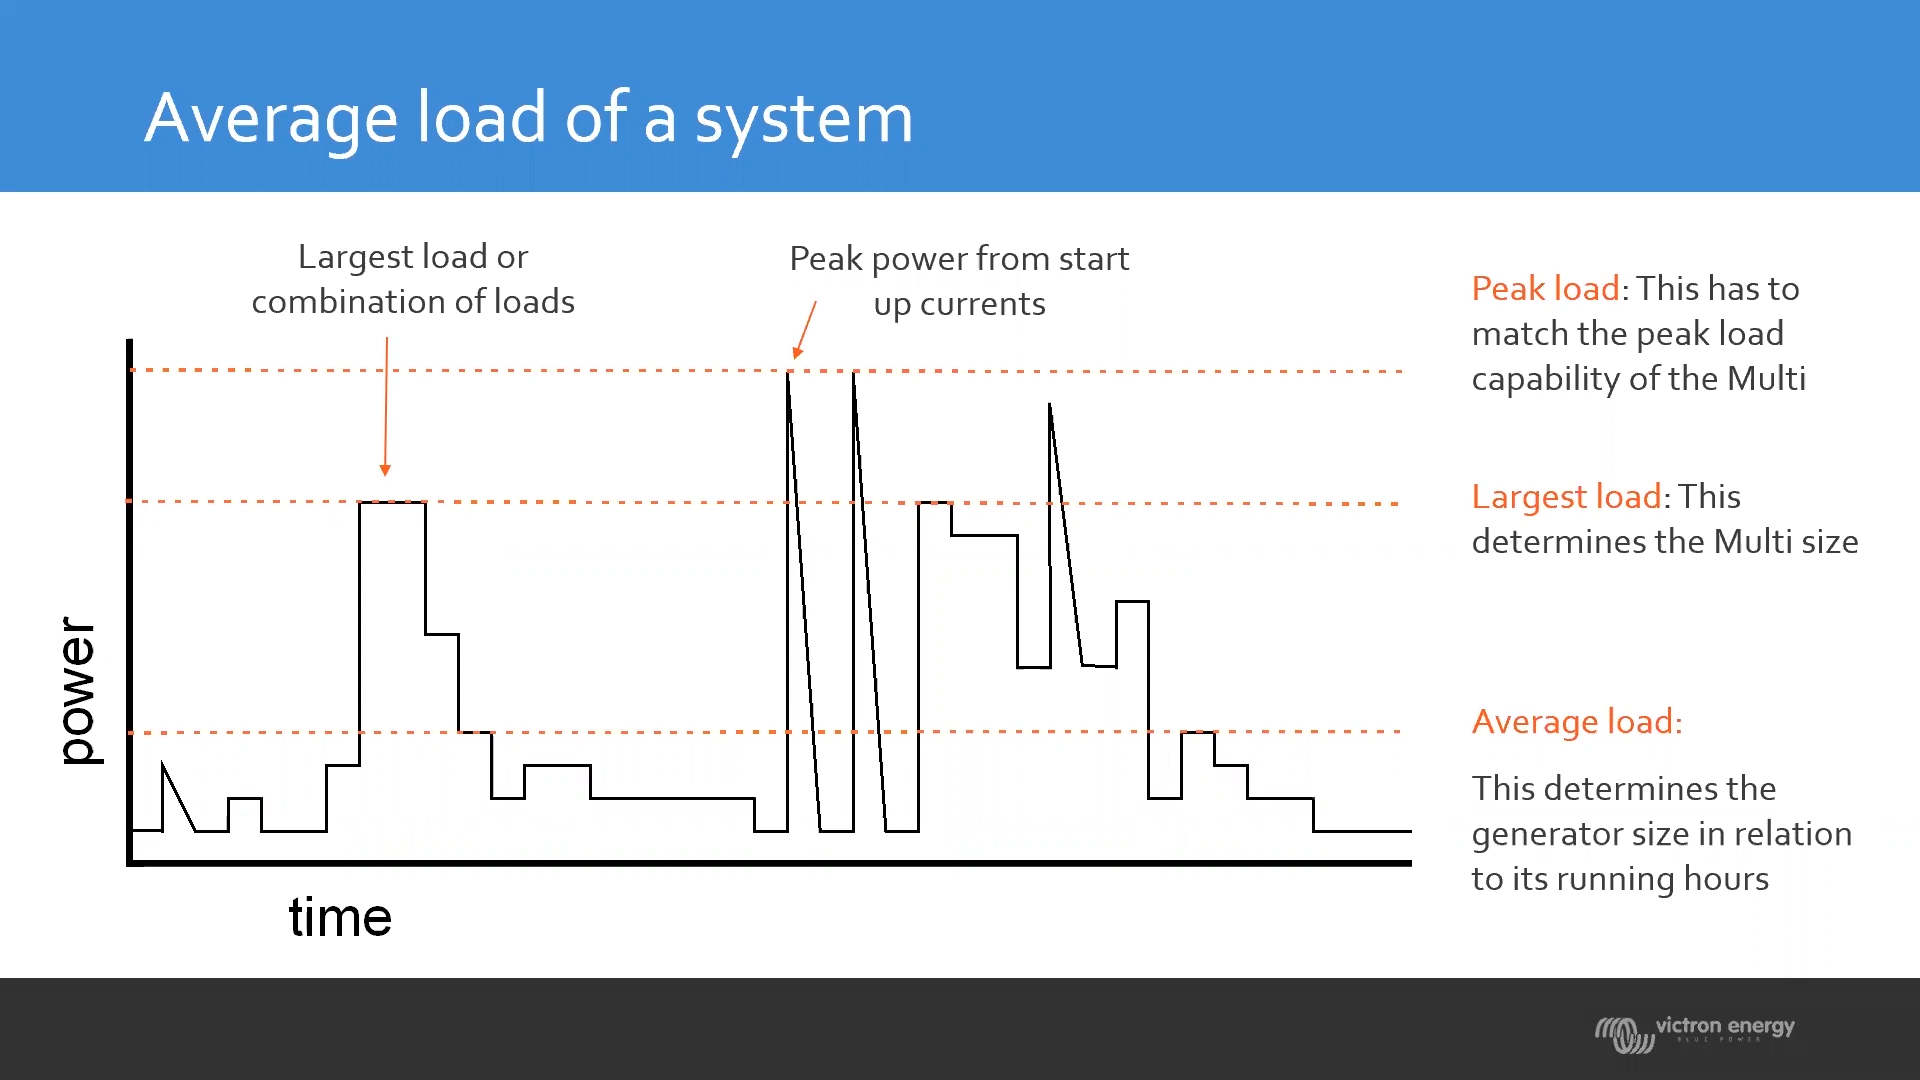 Average load of a system
Largest load or
combination of loads
Peak power from start
up currents
Peak load: This has to
match the peak load
capability of the Multi
Largest load: This
determines the Multi size
Average load:
This determines the
generator size in relation
to its running hours
power
time
victron energy
BLUE POWER